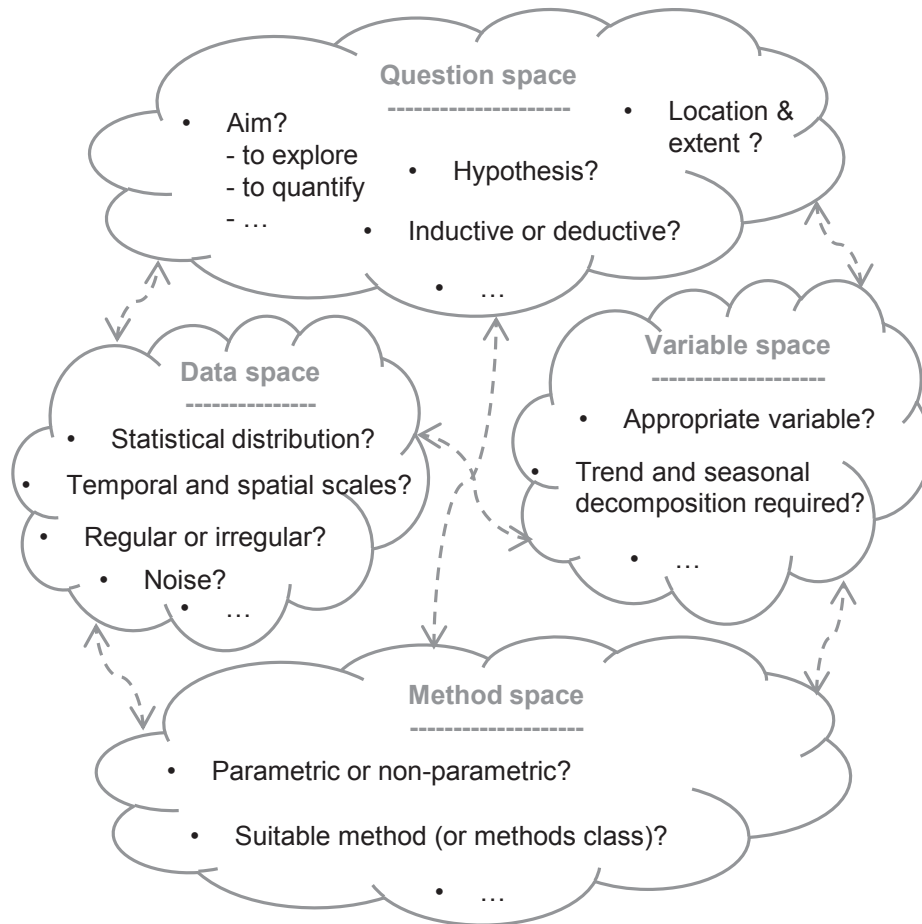 Question space
---------------------
• Aim?
- to explore
- to quantify
- …
• Location &
extent ?
• Hypothesis?
• Inductive or deductive?
• …
Data space
---------------
• Statistical distribution?
• Temporal and spatial scales?
• Regular or irregular?
• Noise?
• …
Variable space
--------------------
• Appropriate variable?
• Trend and seasonal
decomposition required?
• …
Method space
--------------------
• Parametric or non-parametric?
• Suitable method (or methods class)?
• …